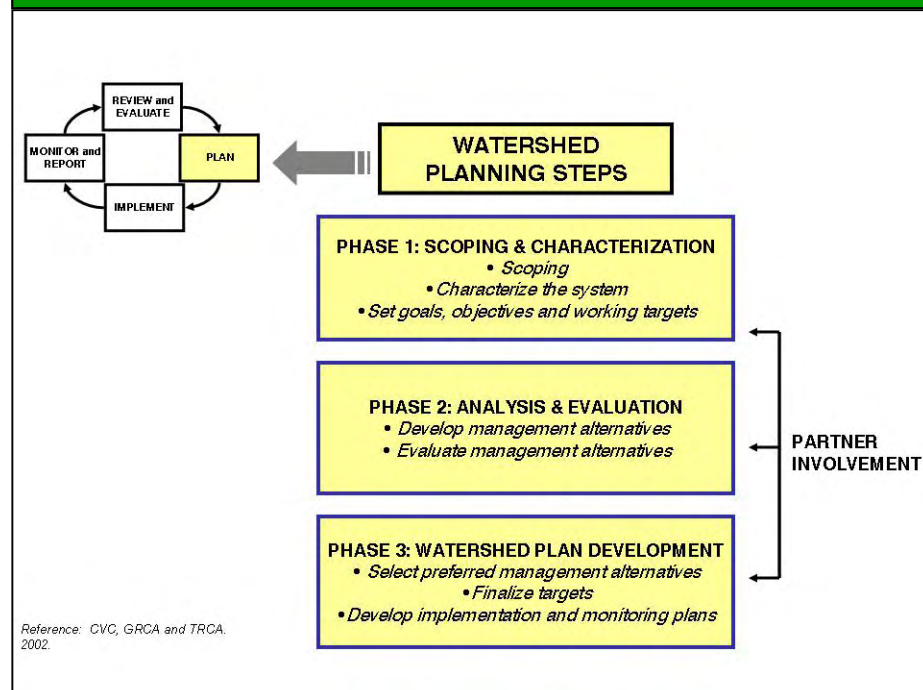 REVIEW and
EVALUATE
MONITOR and
REPORT
PLAN
IMPLEMENT
WATERSHED
PLANNING STEPS
PHASE 1: SCOPING & CHARACTERIZATION
• Scoping
• Characterize the system
• Set goals, objectives and working targets
PHASE 2: ANALYSIS & EVALUATION
• Develop management alternatives
• Evaluate management alternatives
PARTNER
INVOLVEMENT
PHASE 3: WATERSHED PLAN DEVELOPMENT
• Select preferred management alternatives
• Finalize targets
• Develop implementation and monitoring plans
Reference: CVC, GRCA and TRCA.
2002.